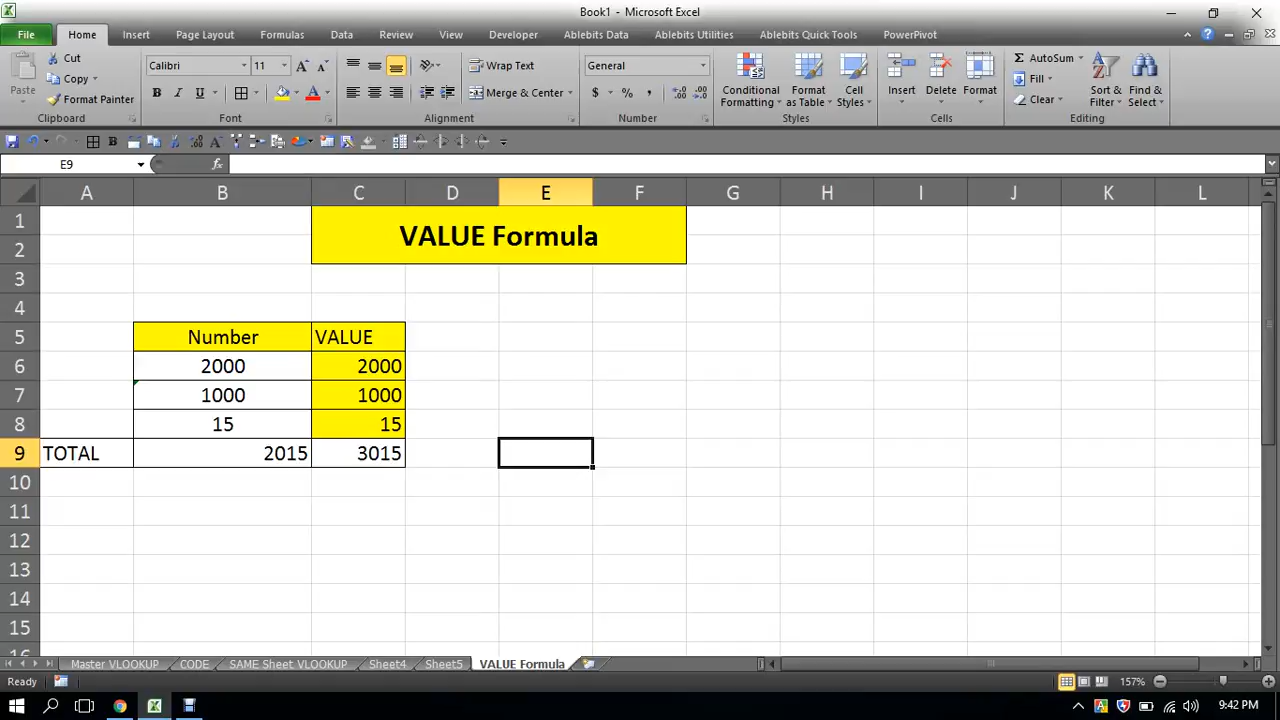 Book1 - Microsoft Excel
File Home Insert Page Layout Formulas Data Review View Developer Ablebits Data Ablebits Utilities Ablebits Quick Tools PowerPivot
Paste
Cut
Copy
Format Painter
Clipboard
Calibri 11
B I U
Font
Wrap Text
Merge & Center
Alignment
General
$ % ,
Number
Conditional Formatting
Format as Table
Cell Styles
Styles
Insert Delete Format
Cells
Σ AutoSum
Fill
Clear
Sort & Filter
Find & Select
Editing
E9 fx
A B C D E F G H I J K L
1 VALUE Formula
2
3
4
5 Number VALUE
6 2000 2000
7 1000 1000
8 15 15
9 TOTAL 2015 3015
10
11
12
13
14
15
16
Master VLOOKUP CODE SAME Sheet VLOOKUP Sheet4 Sheet5 VALUE Formula
Ready 157%
9:42 PM